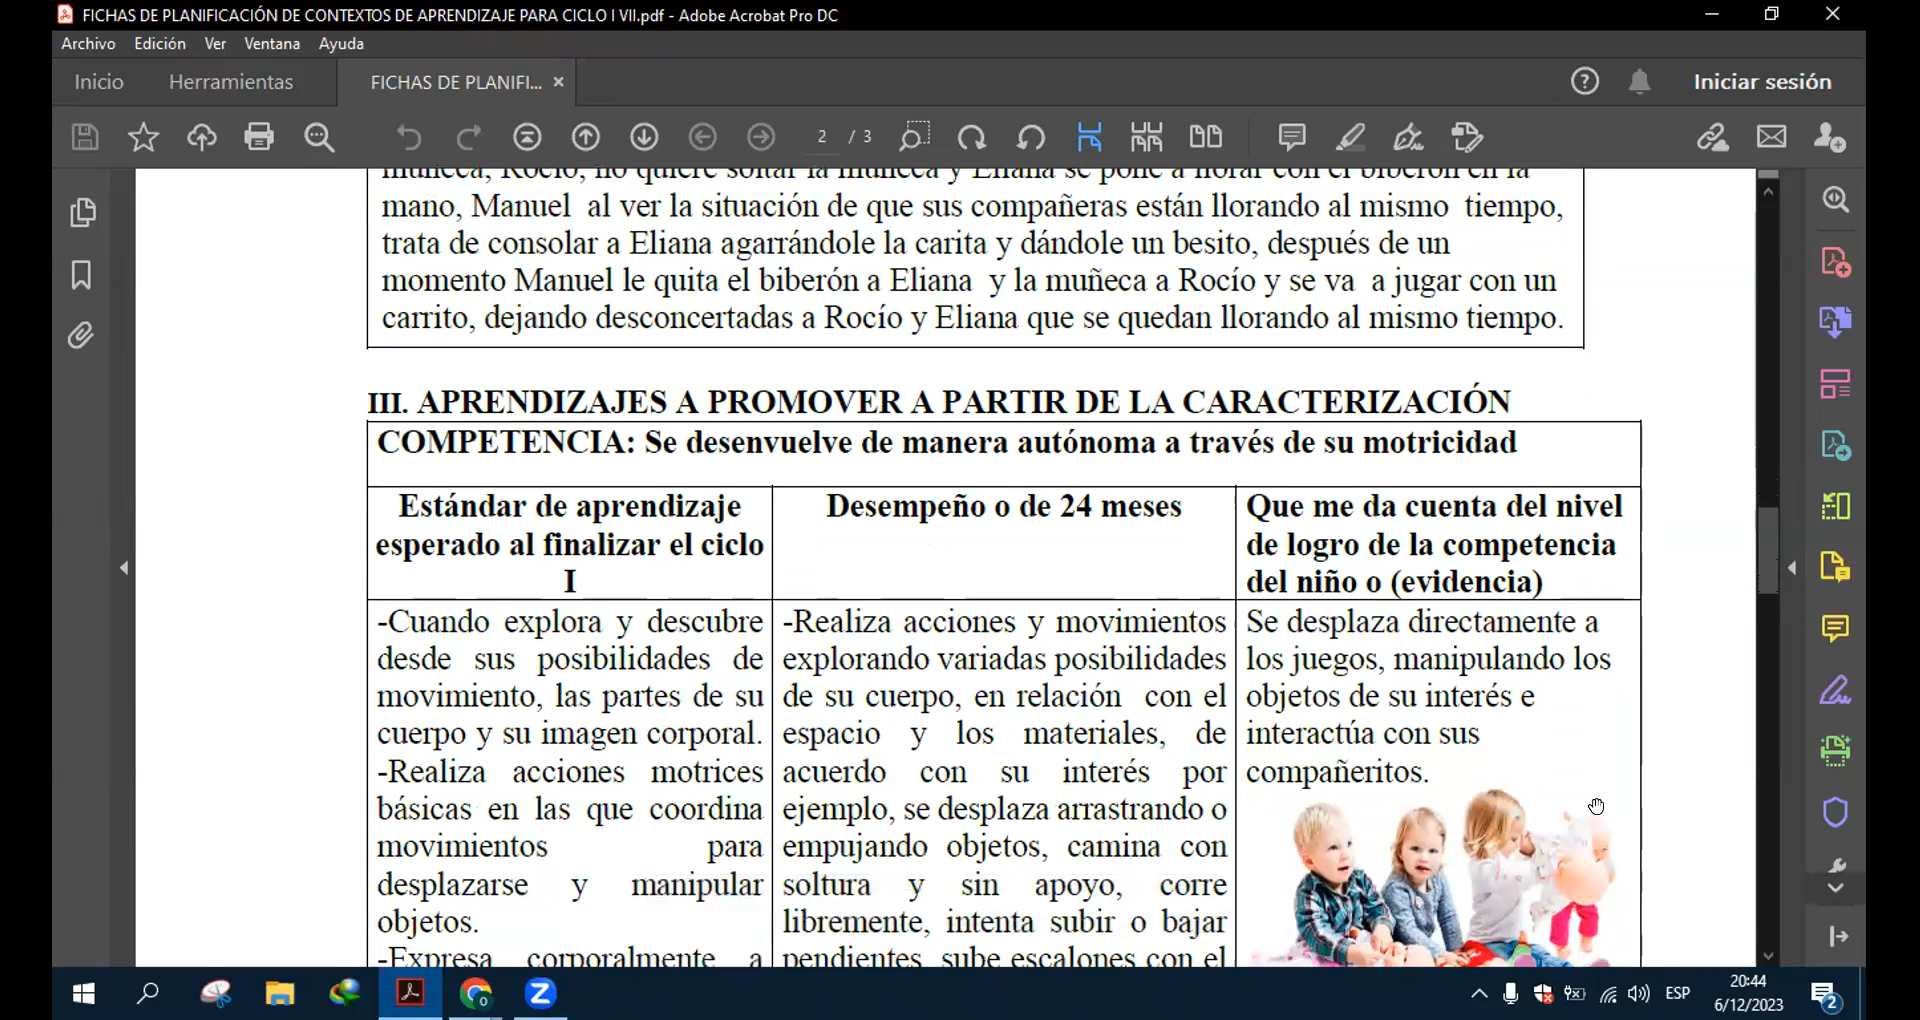 FICHAS DE PLANIFICACIÓN DE CONTEXTOS DE APRENDIZAJE PARA CICLO I VII.pdf - Adobe Acrobat Pro DC
Archivo Edición Ver Ventana Ayuda
Inicio Herramientas FICHAS DE PLANIFI... × Iniciar sesión
2 / 3
muñeca, Rocío, no quiere soltar la muñeca y Eliana se pone a llorar con el biberón en la
mano, Manuel al ver la situación de que sus compañeras están llorando al mismo tiempo,
trata de consolar a Eliana agarrándole la carita y dándole un besito, después de un
momento Manuel le quita el biberón a Eliana y la muñeca a Rocío y se va a jugar con un
carrito, dejando desconcertadas a Rocío y Eliana que se quedan llorando al mismo tiempo.
III. APRENDIZAJES A PROMOVER A PARTIR DE LA CARACTERIZACIÓN
COMPETENCIA: Se desenvuelve de manera autónoma a través de su motricidad
Estándar de aprendizaje
esperado al finalizar el ciclo
I
Desempeño o de 24 meses
Que me da cuenta del nivel
de logro de la competencia
del niño o (evidencia)
-Cuando explora y descubre
desde sus posibilidades de
movimiento, las partes de su
cuerpo y su imagen corporal.
-Realiza acciones motrices
básicas en las que coordina
movimientos para
desplazarse y manipular
objetos.
-Expresa corporalmente a
-Realiza acciones y movimientos
explorando variadas posibilidades
de su cuerpo, en relación con el
espacio y los materiales, de
acuerdo con su interés por
ejemplo, se desplaza arrastrando o
empujando objetos, camina con
soltura y sin apoyo, corre
libremente, intenta subir o bajar
pendientes, sube escalones con el
Se desplaza directamente a
los juegos, manipulando los
objetos de su interés e
interactúa con sus
compañeritos.
ESP
20:44
6/12/2023
2